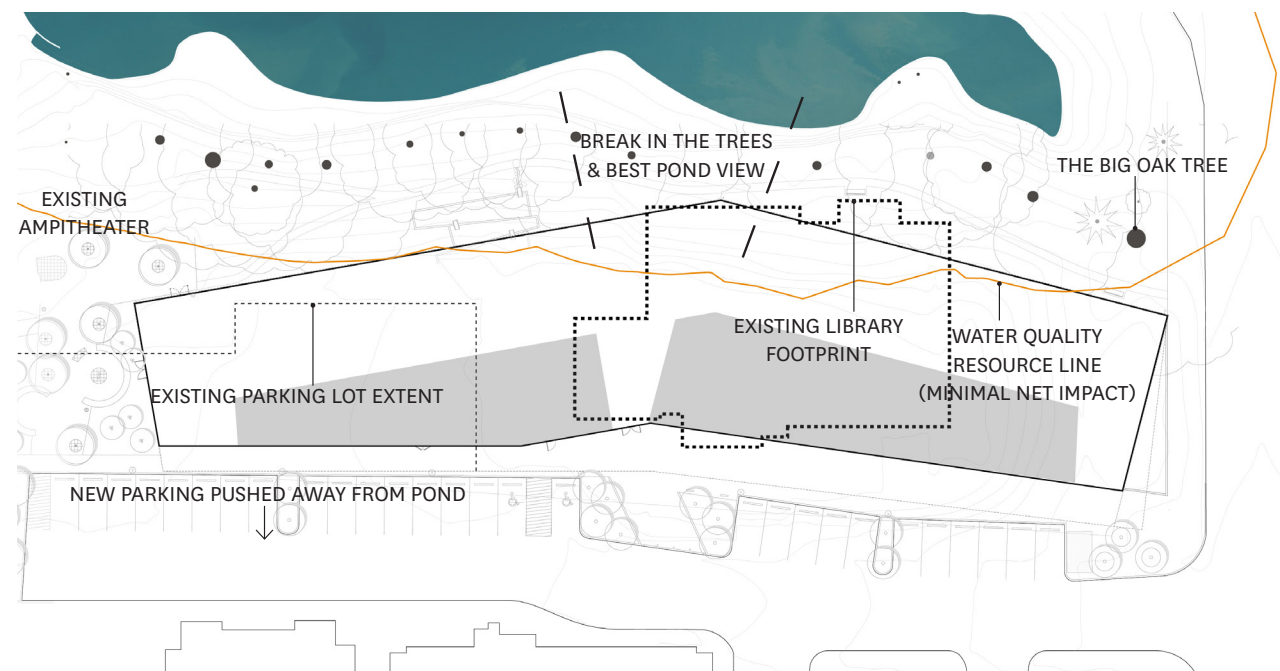 BREAK IN THE TREES
& BEST POND VIEW
THE BIG OAK TREE
EXISTING
AMPITHEATER
EXISTING LIBRARY
FOOTPRINT
WATER QUALITY
RESOURCE LINE
(MINIMAL NET IMPACT)
EXISTING PARKING LOT EXTENT
NEW PARKING PUSHED AWAY FROM POND